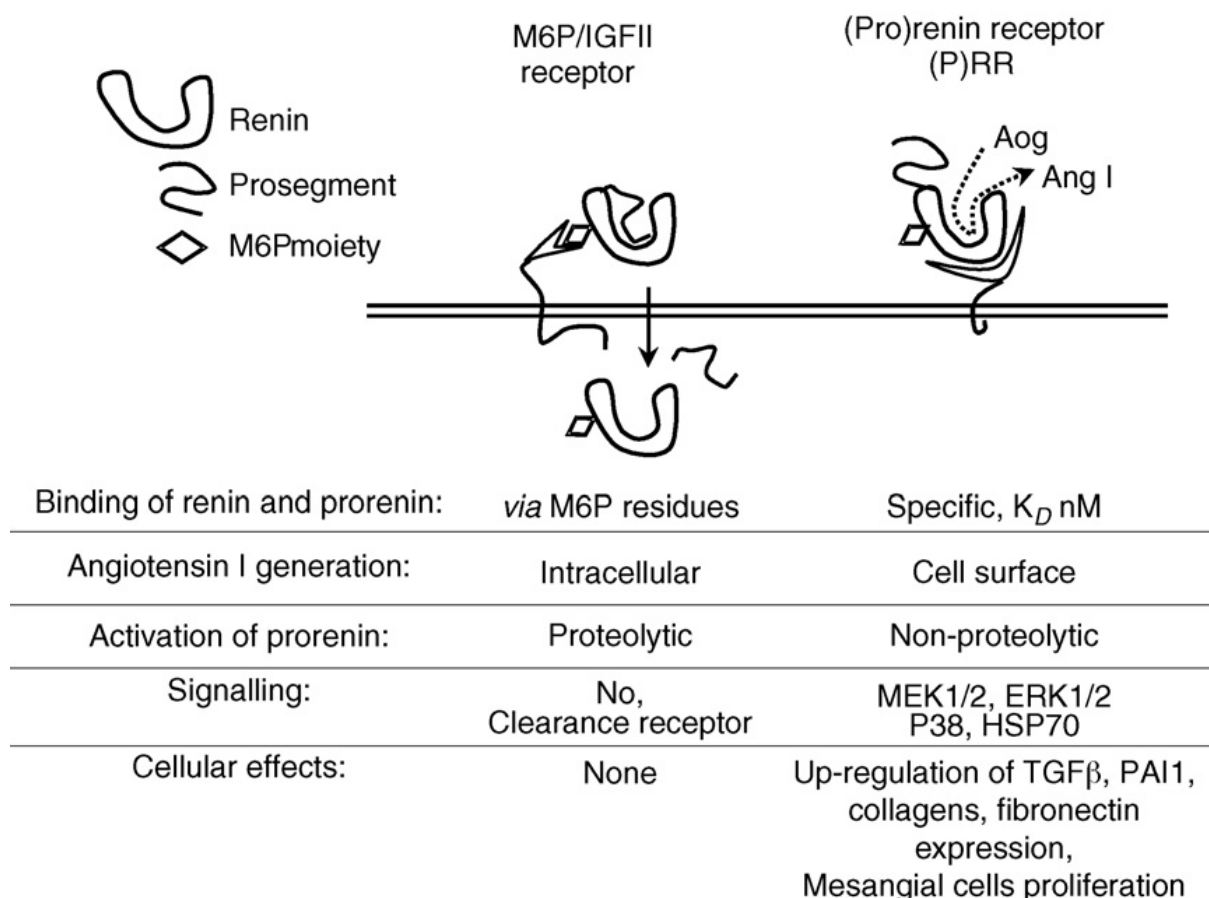 M6P/IGFII
receptor
(Pro)renin receptor
(P)RR
Renin
Prosegment
M6Pmoiety
Aog
Ang I
Binding of renin and prorenin: via M6P residues Specific, K_D nM
Angiotensin I generation: Intracellular Cell surface
Activation of prorenin: Proteolytic Non-proteolytic
Signalling: No, MEK1/2, ERK1/2
Clearance receptor P38, HSP70
Cellular effects: None Up-regulation of TGFβ, PAI1,
collagens, fibronectin
expression,
Mesangial cells proliferation